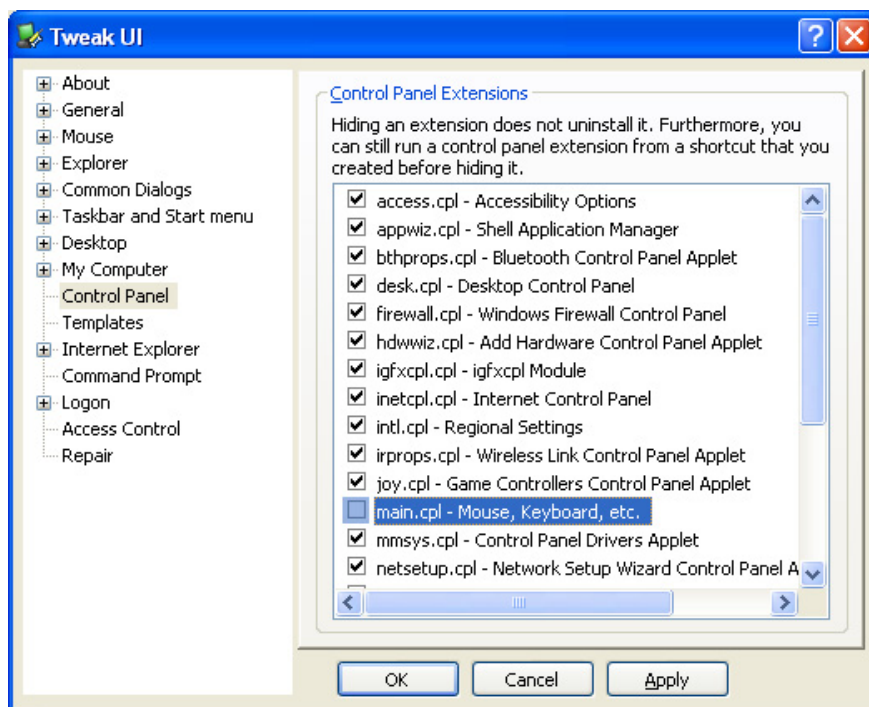 Tweak UI
About
General
Mouse
Explorer
Common Dialogs
Taskbar and Start menu
Desktop
My Computer
Control Panel
Templates
Internet Explorer
Command Prompt
Logon
Access Control
Repair
Control Panel Extensions
Hiding an extension does not uninstall it. Furthermore, you
can still run a control panel extension from a shortcut that you
created before hiding it.
access.cpl - Accessibility Options
appwiz.cpl - Shell Application Manager
bthprops.cpl - Bluetooth Control Panel Applet
desk.cpl - Desktop Control Panel
firewall.cpl - Windows Firewall Control Panel
hdwwiz.cpl - Add Hardware Control Panel Applet
igfxcpl.cpl - igfxcpl Module
inetcpl.cpl - Internet Control Panel
intl.cpl - Regional Settings
irprops.cpl - Wireless Link Control Panel Applet
joy.cpl - Game Controllers Control Panel Applet
main.cpl - Mouse, Keyboard, etc.
mmsys.cpl - Control Panel Drivers Applet
netsetup.cpl - Network Setup Wizard Control Panel A
OK Cancel Apply